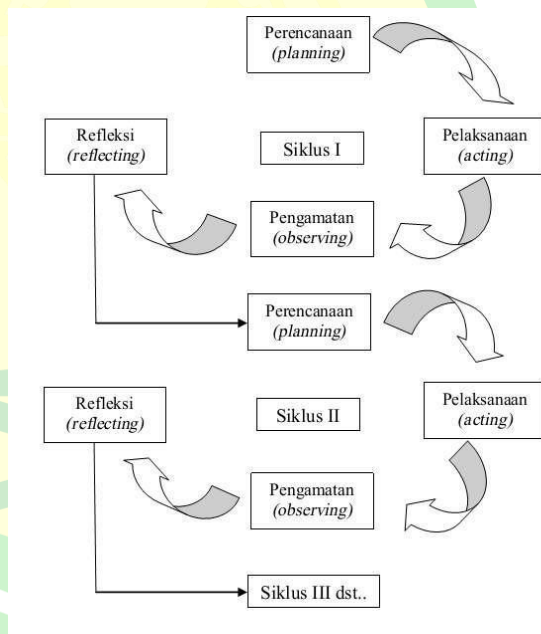 Perencanaan
(planning)
Refleksi
(reflecting)
Siklus I
Pelaksanaan
(acting)
Pengamatan
(observing)
Perencanaan
(planning)
Refleksi
(reflecting)
Siklus II
Pelaksanaan
(acting)
Pengamatan
(observing)
Siklus III dst..